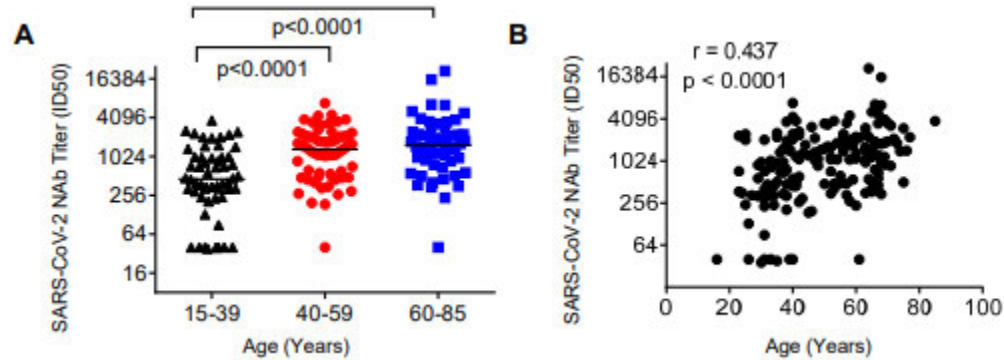 A
p<0.0001
p<0.0001
SARS-CoV-2 NAb Titer (ID50)
16384
4096
1024
256
64
16
15-39
40-59
60-85
Age (Years)
B
r = 0.437
p < 0.0001
SARS-CoV-2 NAb Titer (ID50)
16384
4096
1024
256
64
0
20
40
60
80
100
Age (Years)